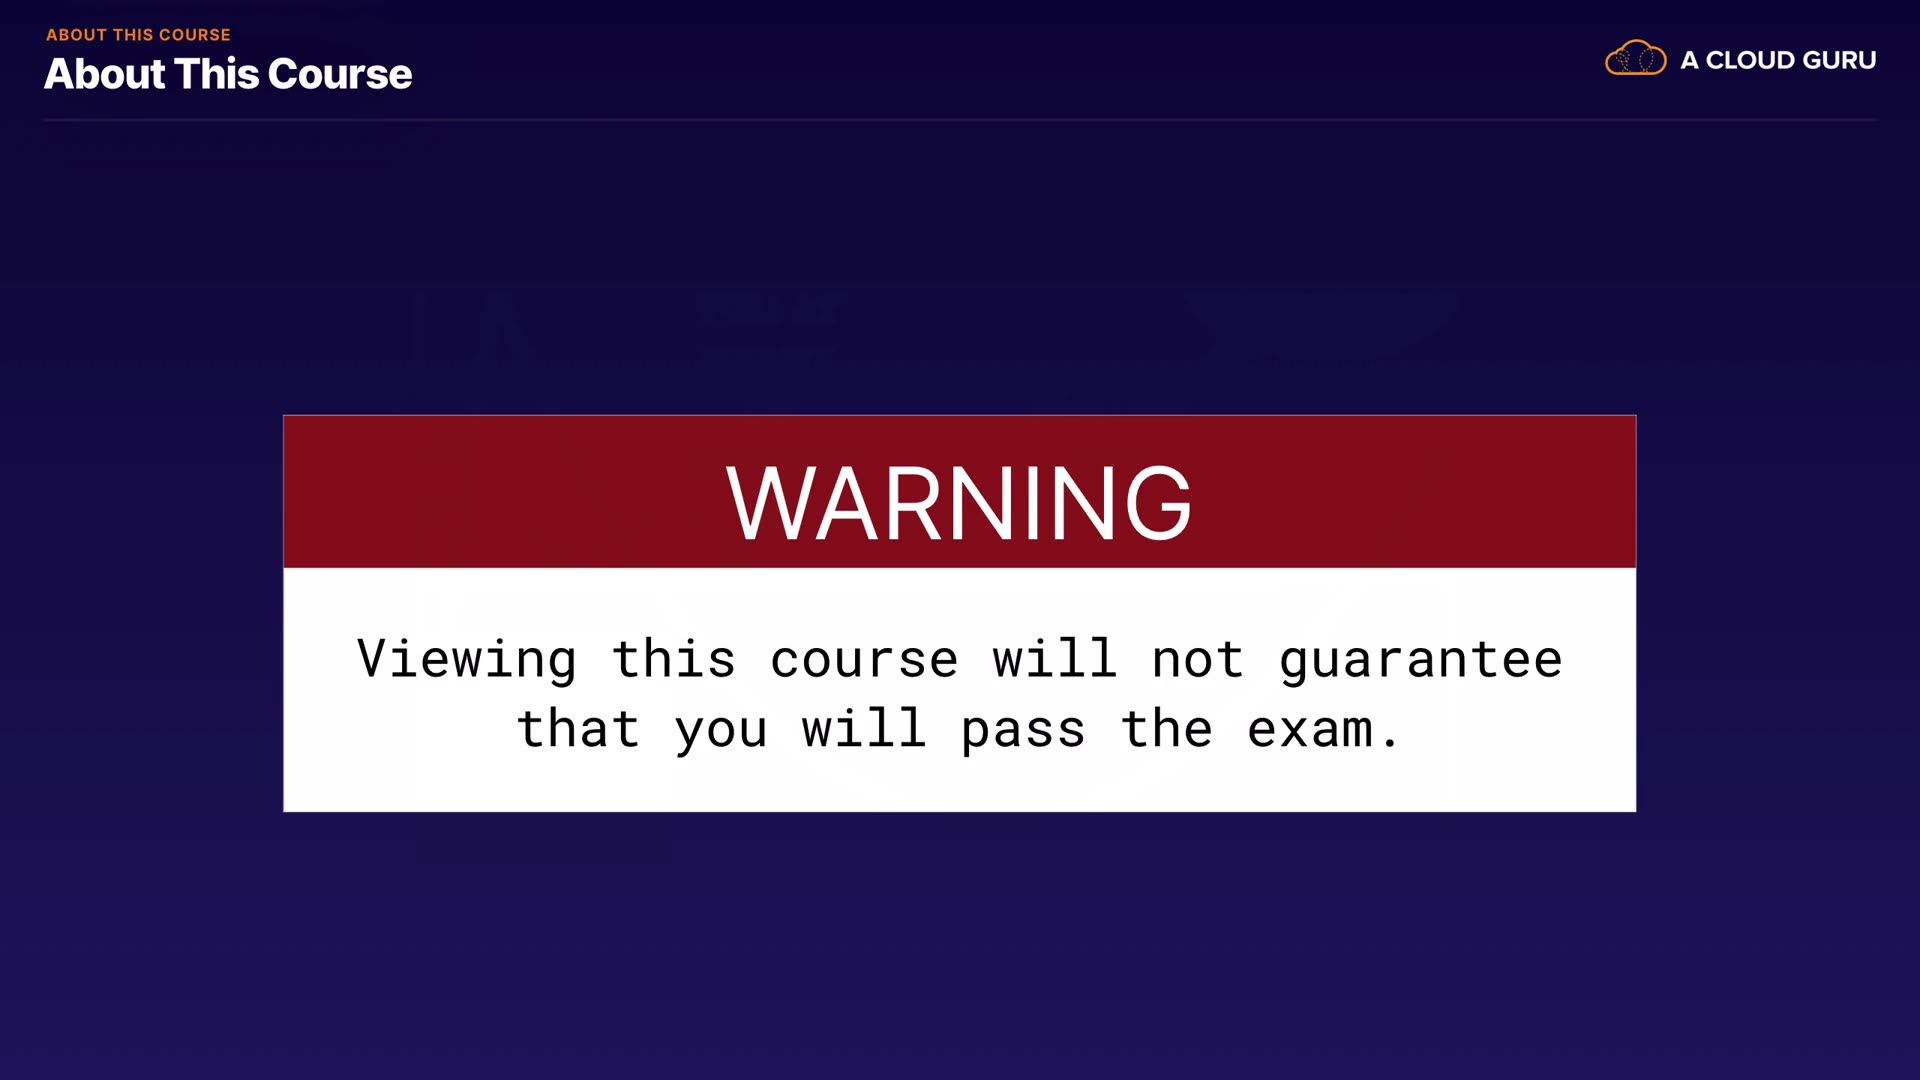 ABOUT THIS COURSE
About This Course
A CLOUD GURU
WARNING
Viewing this course will not guarantee
that you will pass the exam.